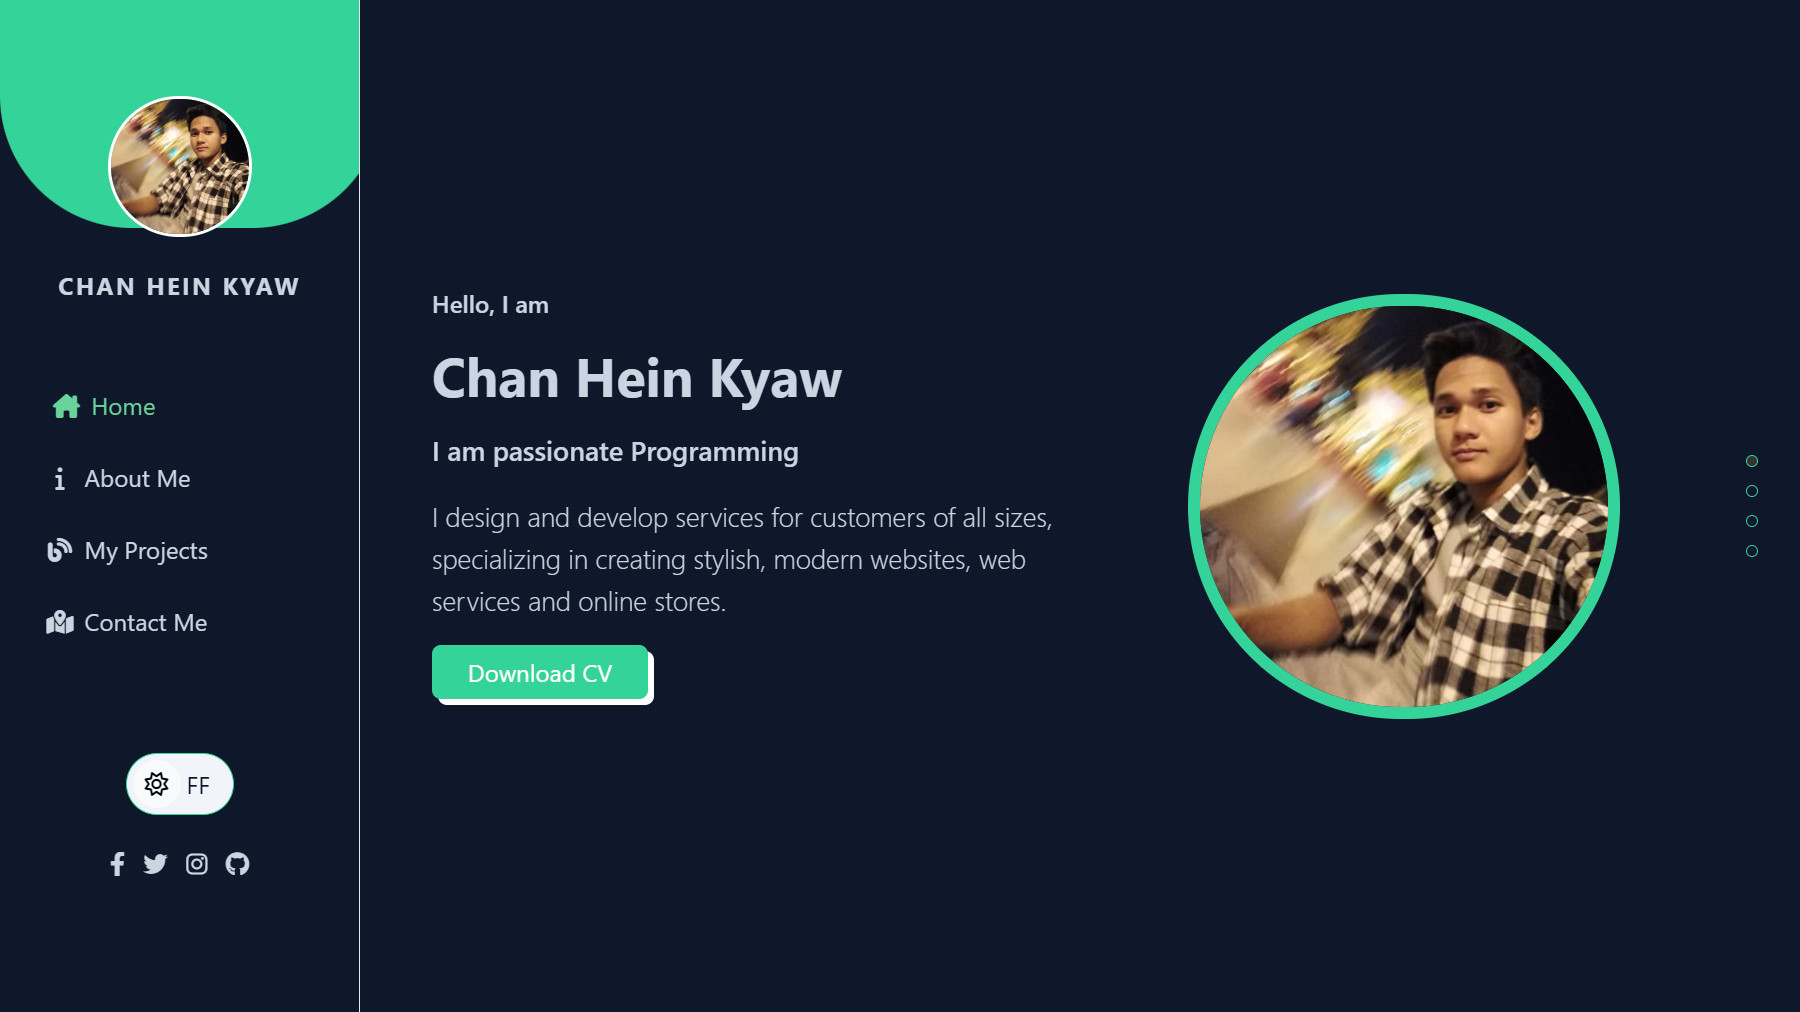 CHAN HEIN KYAW
Home
About Me
My Projects
Contact Me
FF
Hello, I am
Chan Hein Kyaw
I am passionate Programming
I design and develop services for customers of all sizes,
specializing in creating stylish, modern websites, web
services and online stores.
Download CV